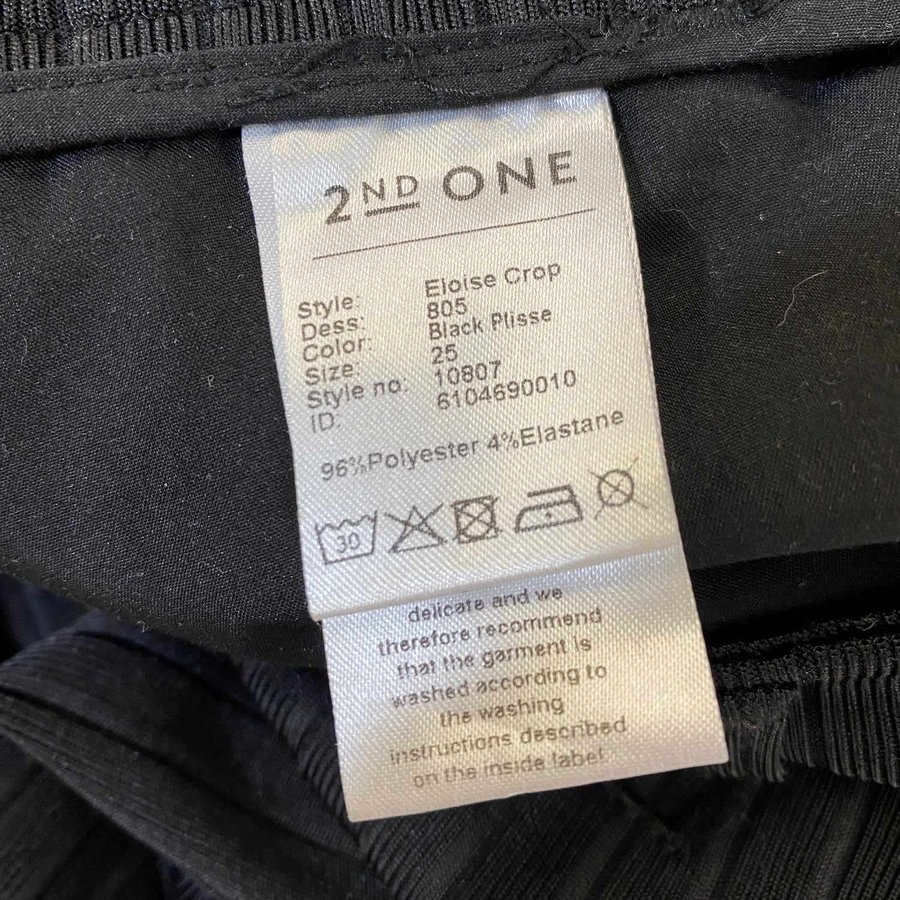 2ND ONE
Style: Eloise Crop
Dess: 805
Color: Black Plisse
Size: 25
Style no: 10807
ID: 6104690010
96%Polyester 4%Elastane
30
delicate and we
therefore recommend
that the garment is
washed according to
the washing
instructions described
on the inside label.